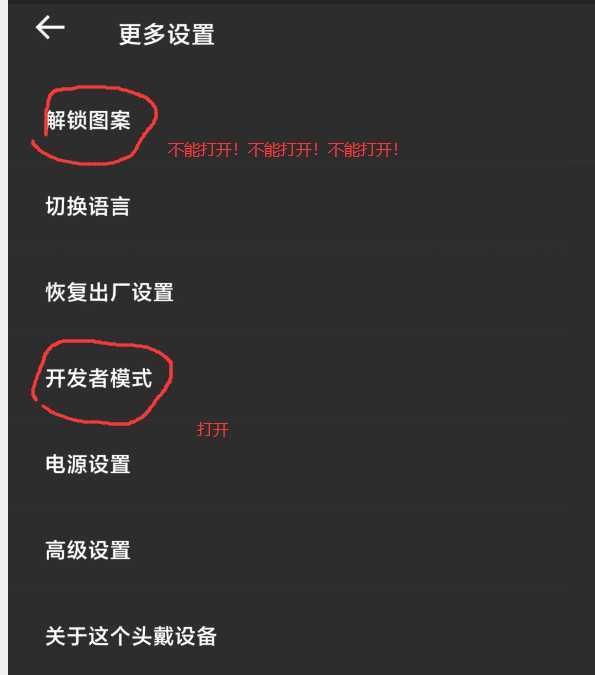 更多设置
解锁图案
不能打开！不能打开！不能打开！
切换语言
恢复出厂设置
开发者模式
打开
电源设置
高级设置
关于这个头戴设备